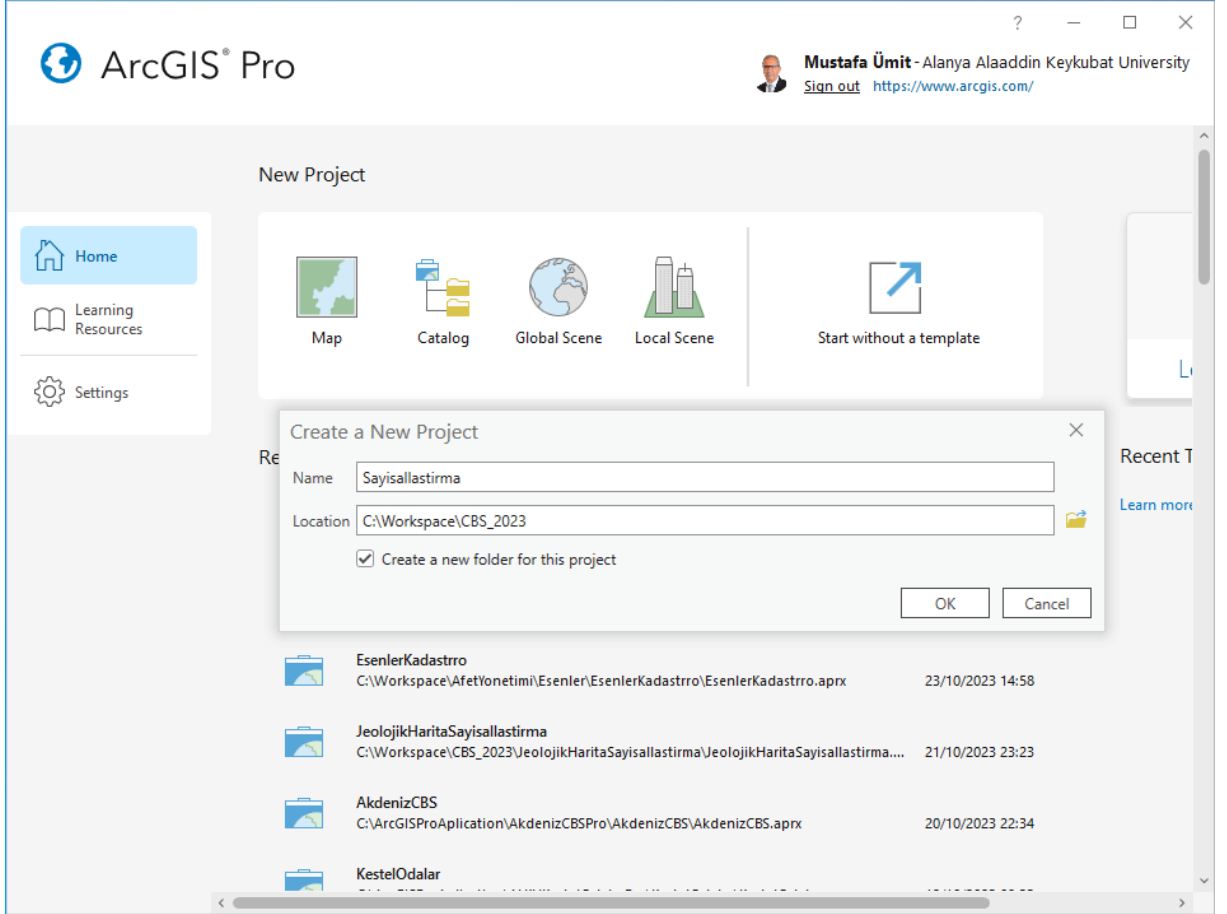 ?
ArcGIS® Pro
Mustafa Ümit - Alanya Alaaddin Keykubat University
Sign out https://www.arcgis.com/
New Project
Home
Learning
Resources
Settings
Map
Catalog
Global Scene
Local Scene
Start without a template
Create a New Project
Name Sayisallastirma
Location C:\Workspace\CBS_2023
Create a new folder for this project
OK Cancel
Recent
Learn more
EsenlerKadastrro
C:\Workspace\AfetYonetimi\Esenler\EsenlerKadastrro\EsenlerKadastrro.aprx 23/10/2023 14:58
JeolojikHaritaSayisallastirma
C:\Workspace\CBS_2023\JeolojikHaritaSayisallastirma\JeolojikHaritaSayisallastirma.... 21/10/2023 23:23
AkdenizCBS
C:\ArcGISProAplication\AkdenizCBSPro\AkdenizCBS\AkdenizCBS.aprx 20/10/2023 22:34
KestelOdalar